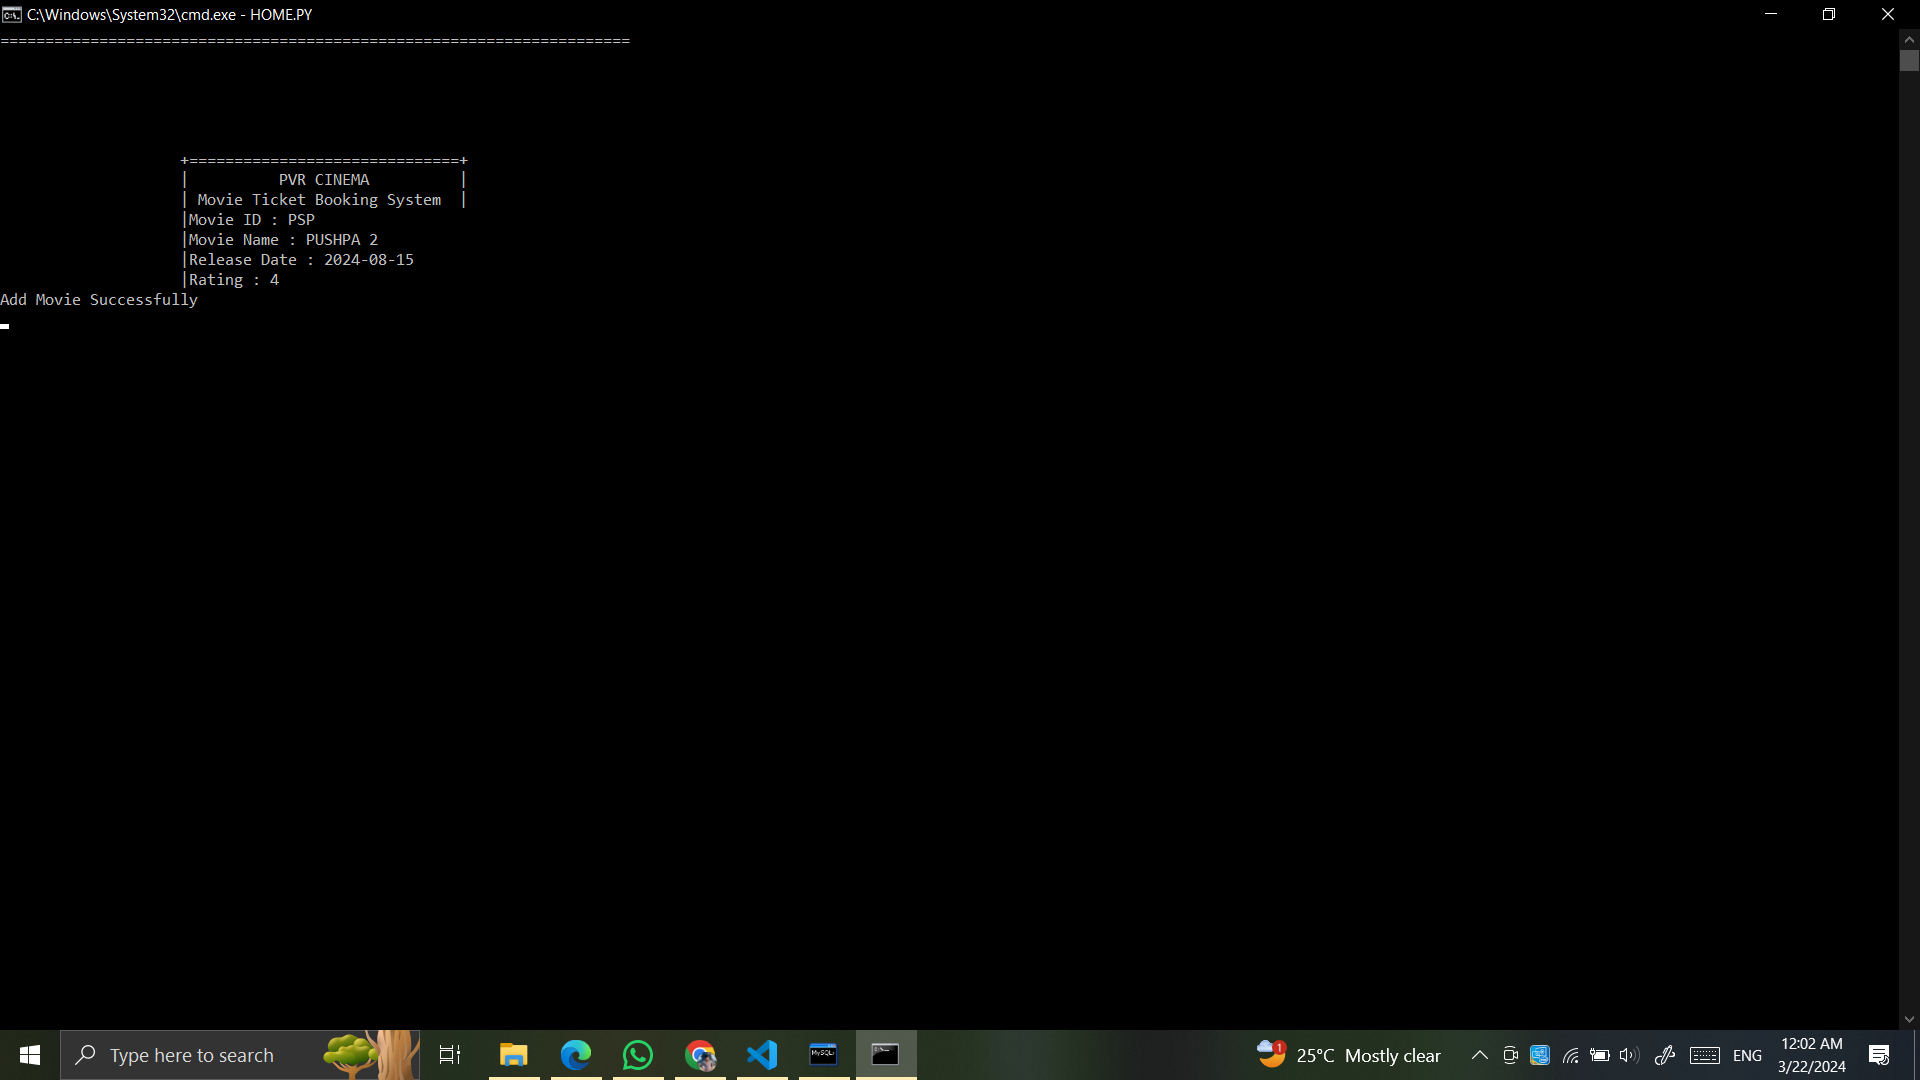 C:\Windows\System32\cmd.exe - HOME.PY
======================================================================
+==============================+
|          PVR CINEMA          |
| Movie Ticket Booking System  |
|Movie ID : PSP
|Movie Name : PUSHPA 2
|Release Date : 2024-08-15
|Rating : 4
Add Movie Successfully
Type here to search
MySQL
1
25°C Mostly clear
ENG
12:02 AM
3/22/2024